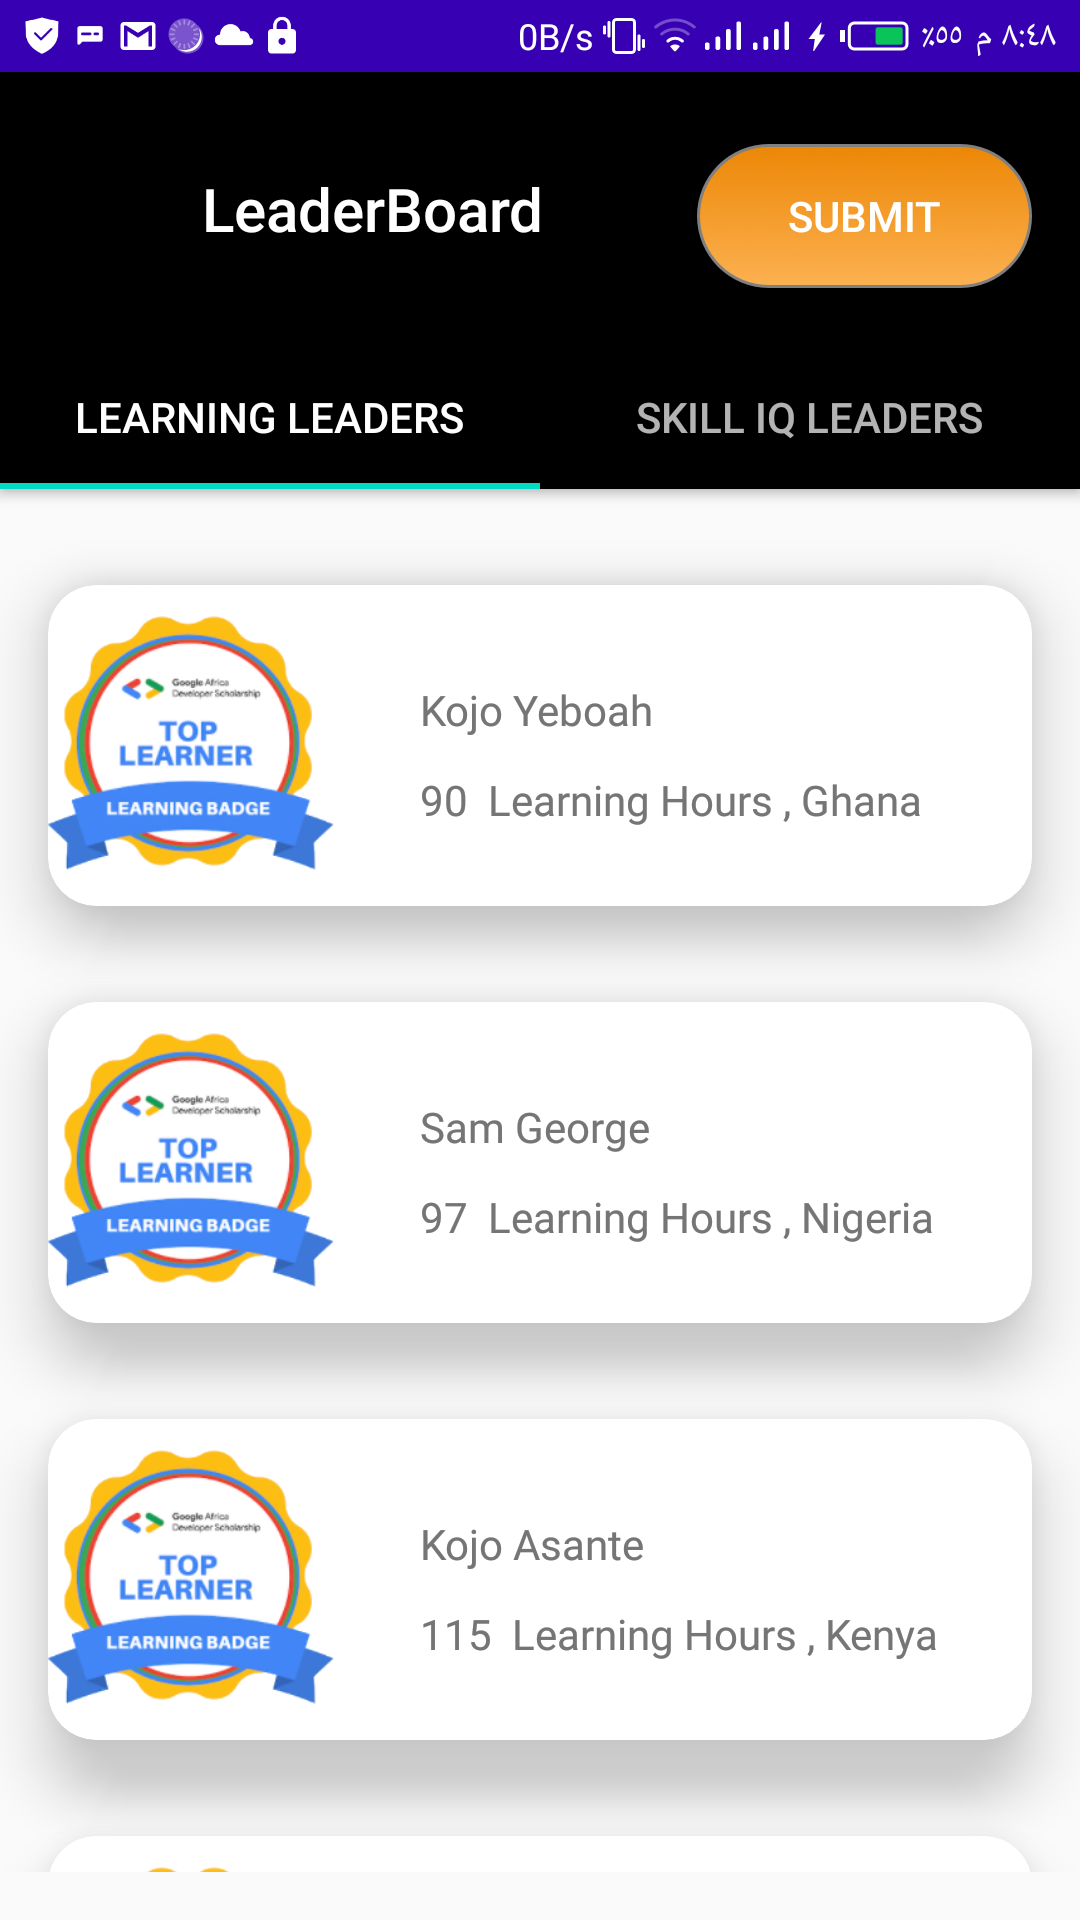 0B/s ٪٥٥ م ٨:٤٨
LeaderBoard
SUBMIT
LEARNING LEADERS
SKILL IQ LEADERS
Google Africa
Developer Scholarship
TOP
LEARNER
LEARNING BADGE
Kojo Yeboah
90 Learning Hours , Ghana
Google Africa
Developer Scholarship
TOP
LEARNER
LEARNING BADGE
Sam George
97 Learning Hours , Nigeria
Google Africa
Developer Scholarship
TOP
LEARNER
LEARNING BADGE
Kojo Asante
115 Learning Hours , Kenya